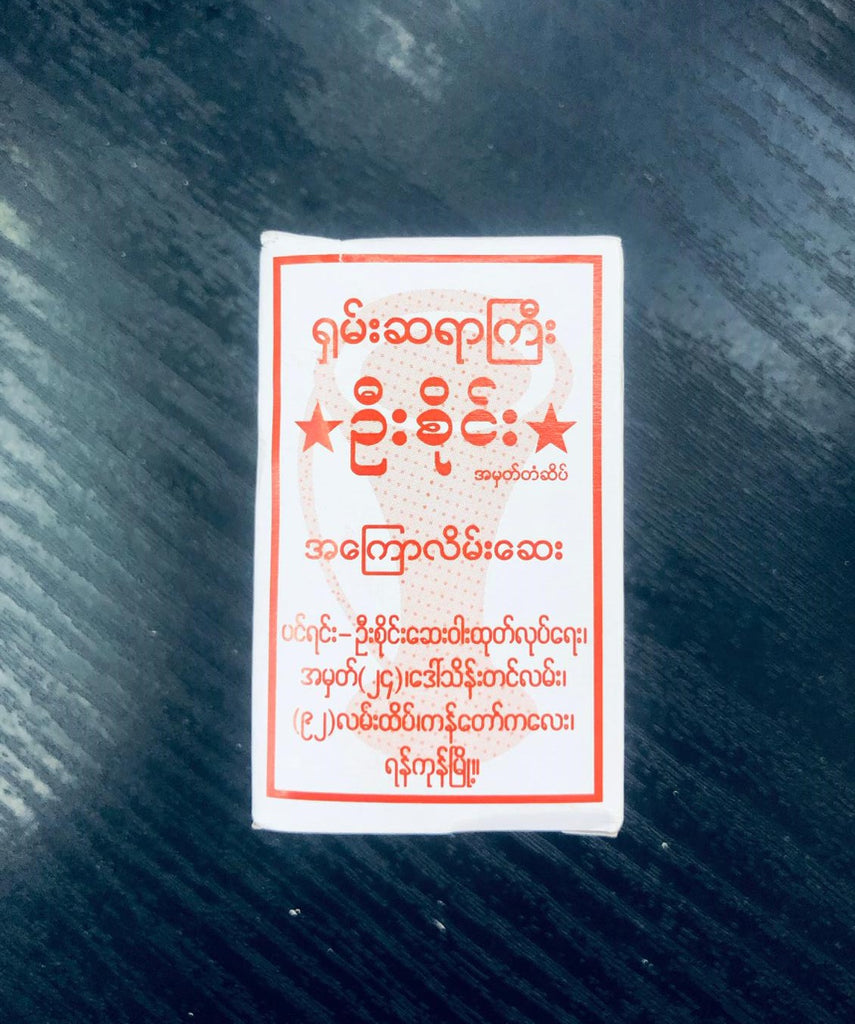 ရှမ်းဆရာကြီး
★ဦးစိုင်း★
အမှတ်တံဆိပ်
အကြောလိမ်းဆေး
ပင်ရင်း–ဦးစိုင်းဆေးဝါးထုတ်လုပ်ရေး၊
အမှတ်(၂၄)၊ဒေါ်သိန်းတင်လမ်း၊
(၉၂)လမ်းထိပ်၊ကန်တော်ကလေး၊
ရန်ကုန်မြို့။